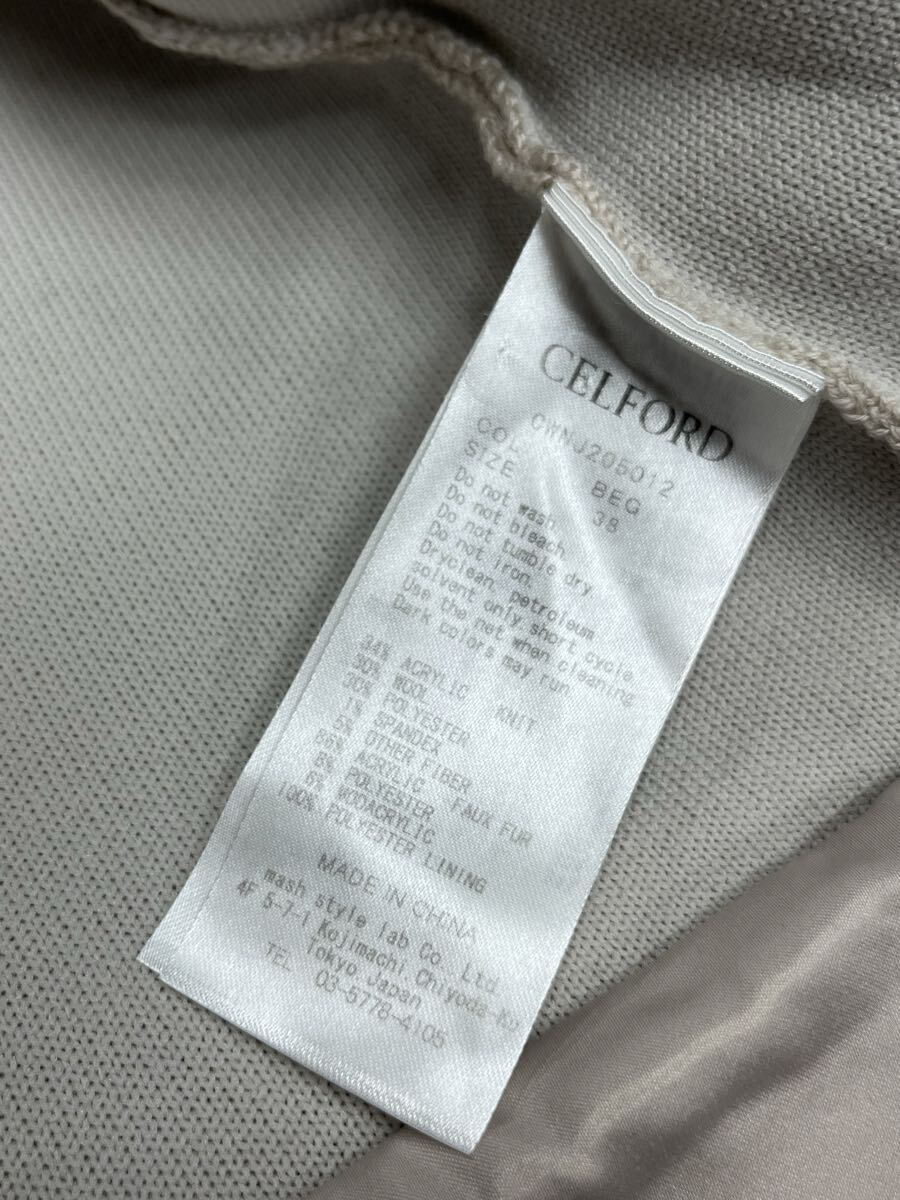 CELFORD
CWNJ205012
COL BEG
SIZE 38
Do not wash.
Do not bleach.
Do not tumble dry.
Do not iron.
Dryclean, petroleum
solvent only short cycle.
Use the net when cleaning
Dark colors may run.
34% ACRYLIC KNIT
30% WOOL
30% POLYESTER
1% SPANDEX
5% OTHER FIBER
86% ACRYLIC FAUX FUR
8% POLYESTER
6% MODACRYLIC
100% POLYESTER LINING
MADE IN CHINA
mash style lab Co., Ltd.
4F 5-7-1 Kojimachi Chiyoda-Ku
Tokyo Japan
TEL 03-5778-4105